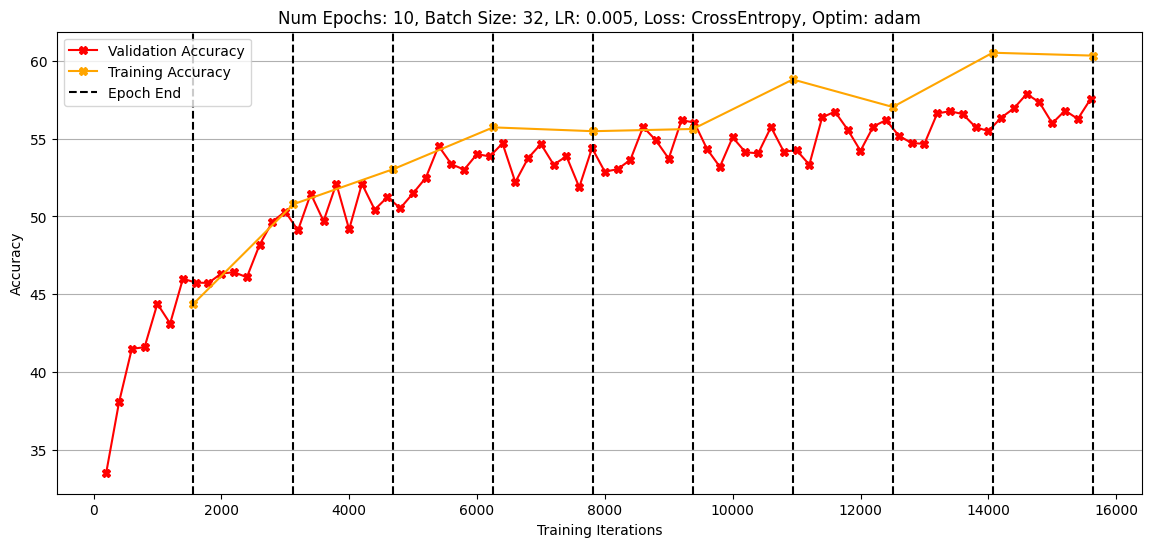 Num Epochs: 10, Batch Size: 32, LR: 0.005, Loss: CrossEntropy, Optim: adam
Validation Accuracy
Training Accuracy
Epoch End
Accuracy
60
55
50
45
40
35
0 2000 4000 6000 8000 10000 12000 14000 16000
Training Iterations